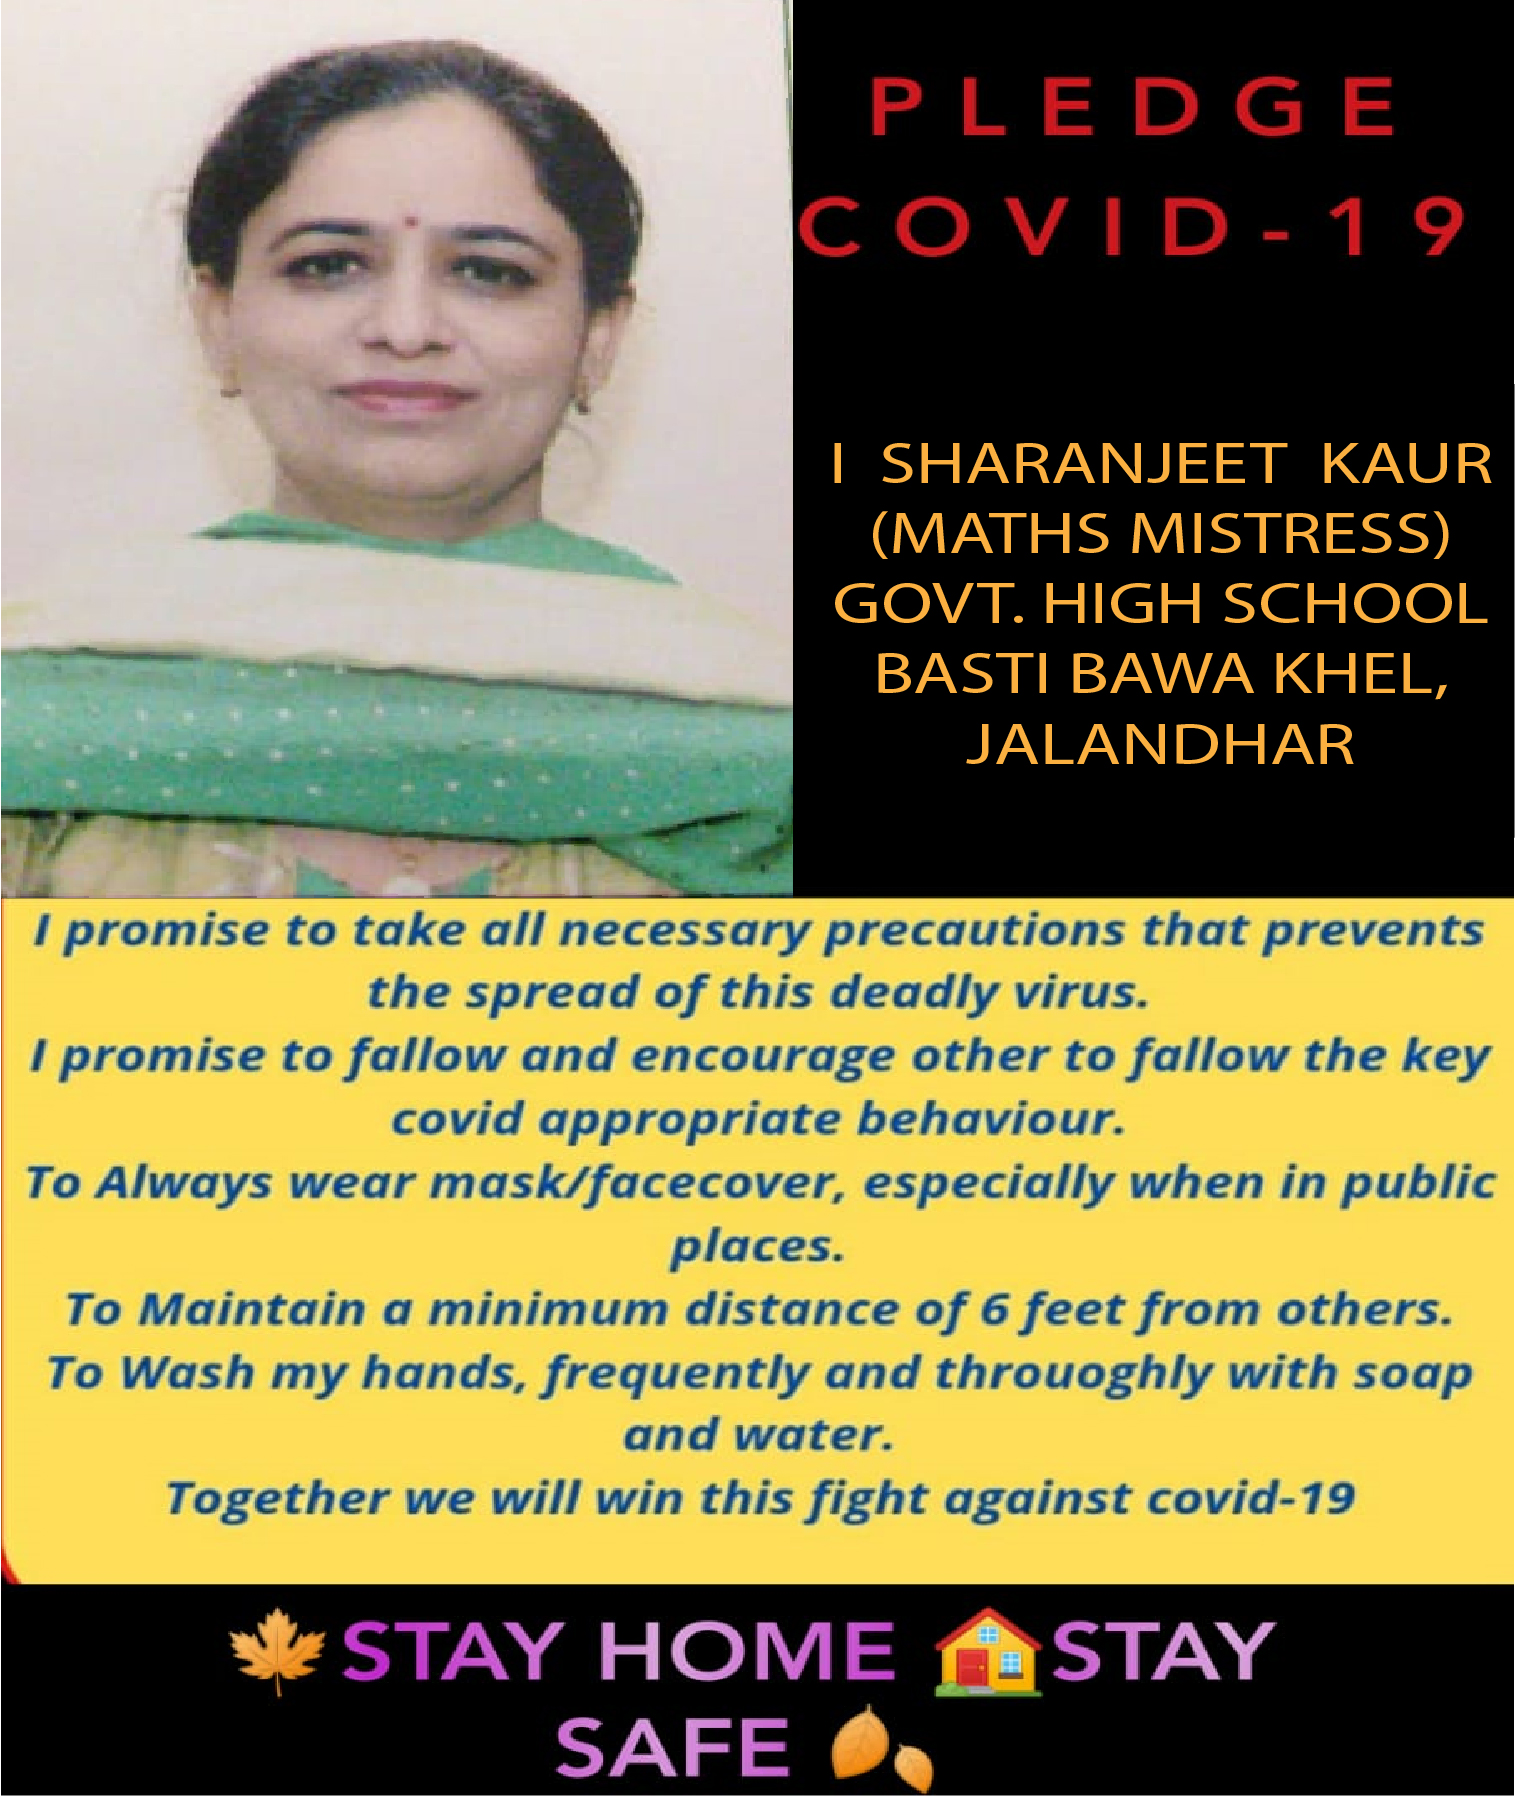 PLEDGE
COVID-19
I SHARANJEET KAUR
(MATHS MISTRESS)
GOVT. HIGH SCHOOL
BASTI BAWA KHEL,
JALANDHAR
I promise to take all necessary precautions that prevents
the spread of this deadly virus.
I promise to fallow and encourage other to fallow the key
covid appropriate behaviour.
To Always wear mask/facecover, especially when in public
places.
To Maintain a minimum distance of 6 feet from others.
To Wash my hands, frequently and throuoghly with soap
and water.
Together we will win this fight against covid-19
🍁STAY HOME 🏠STAY
SAFE 🍂